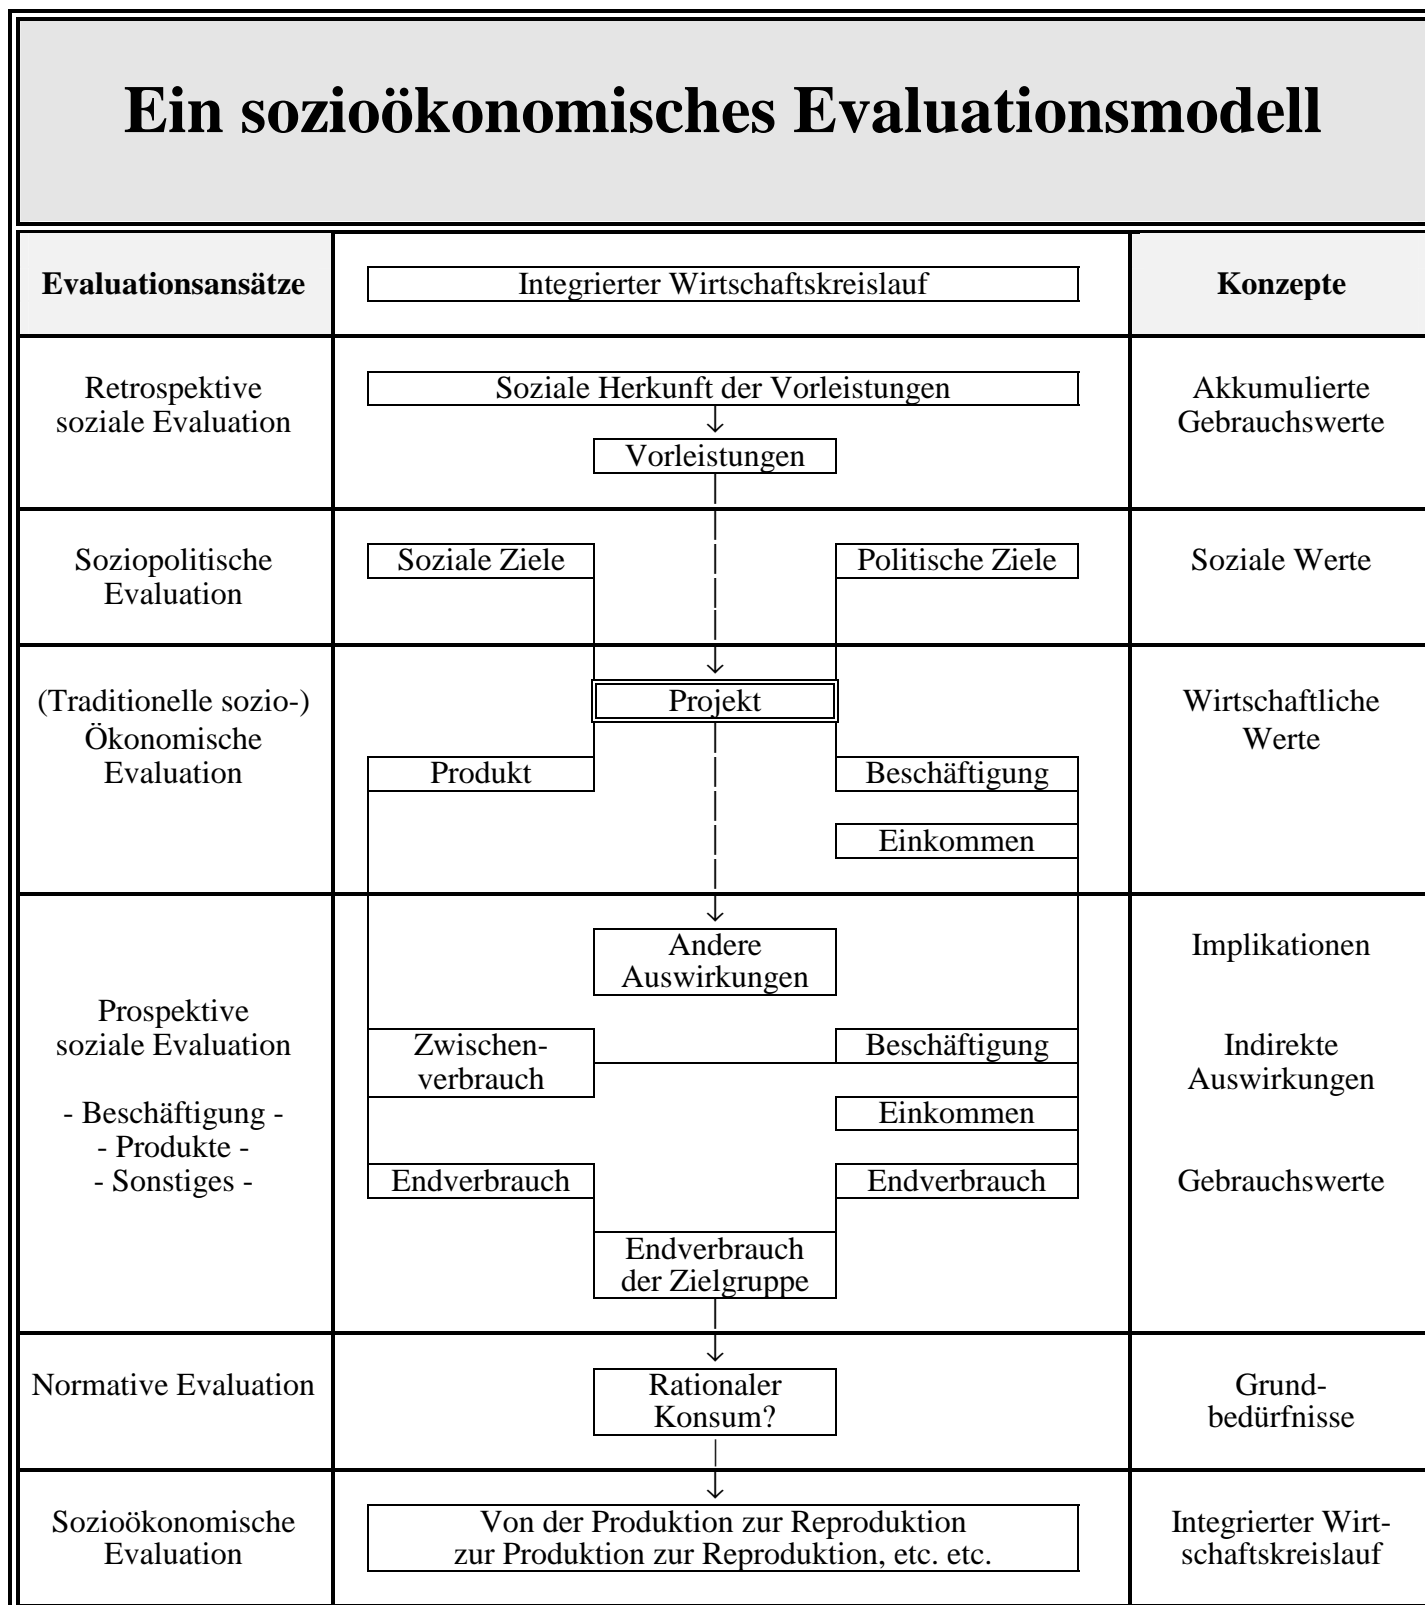 Ein sozioökonomisches Evaluationsmodell
Evaluationsansätze
Integrierter Wirtschaftskreislauf
Konzepte
Retrospektive
soziale Evaluation
Soziale Herkunft der Vorleistungen
Vorleistungen
Akkumulierte
Gebrauchswerte
Soziopolitische
Evaluation
Soziale Ziele
Politische Ziele
Soziale Werte
(Traditionelle sozio-)
Ökonomische
Evaluation
Projekt
Produkt
Beschäftigung
Einkommen
Wirtschaftliche
Werte
Prospektive
soziale Evaluation
- Beschäftigung -
- Produkte -
- Sonstiges -
Andere
Auswirkungen
Zwischen-
verbrauch
Beschäftigung
Einkommen
Endverbrauch
Endverbrauch
Endverbrauch
der Zielgruppe
Implikationen
Indirekte
Auswirkungen
Gebrauchswerte
Normative Evaluation
Rationaler
Konsum?
Grund-
bedürfnisse
Sozioökonomische
Evaluation
Von der Produktion zur Reproduktion
zur Produktion zur Reproduktion, etc. etc.
Integrierter Wirt-
schaftskreislauf